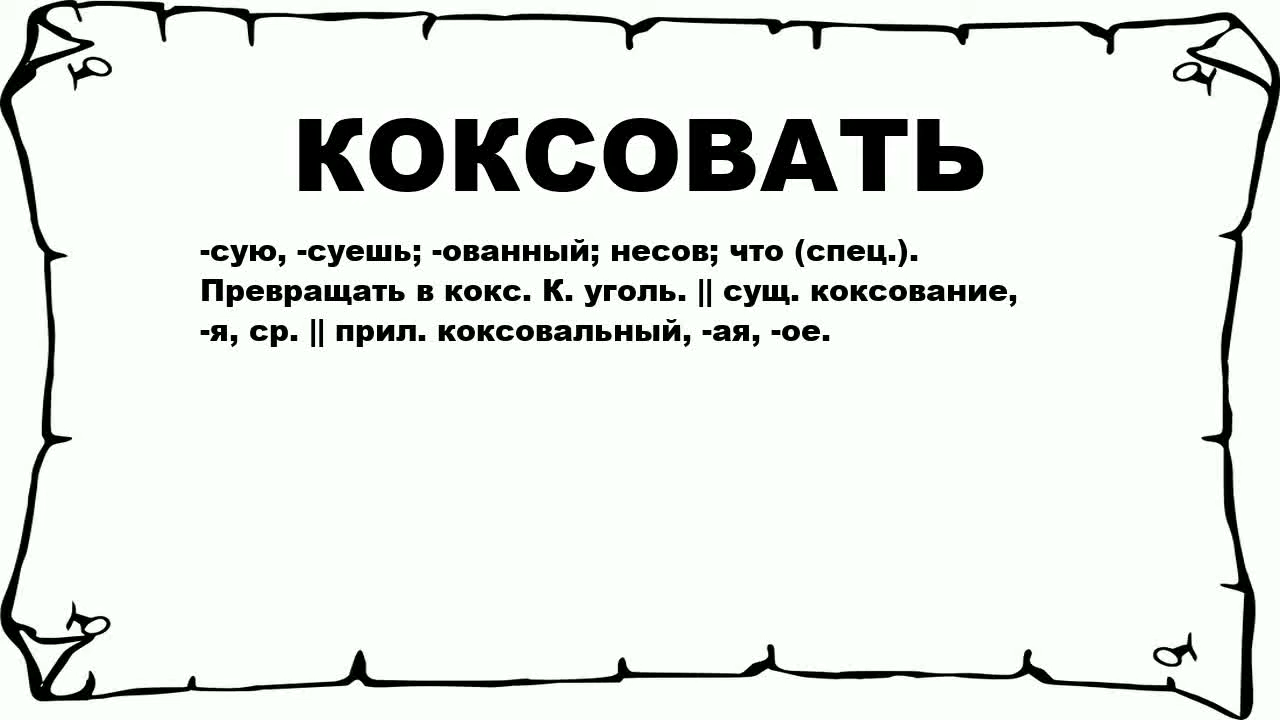 КОКСОВАТЬ
-сую, -суешь; -ованный; несов; что (спец.).
Превращать в кокс. К. уголь. || сущ. коксование,
-я, ср. || прил. коксовальный, -ая, -ое.